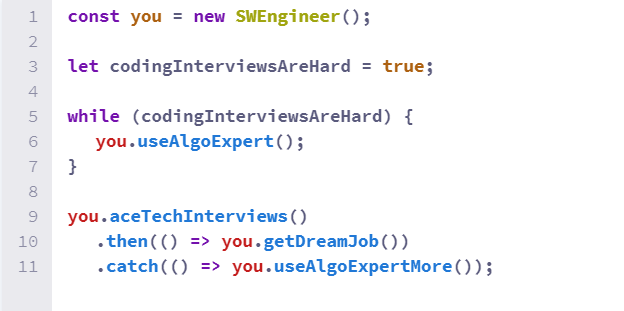 1 const you = new SWEngineer();
2
3 let codingInterviewsAreHard = true;
4
5 while (codingInterviewsAreHard) {
6 you.useAlgoExpert();
7 }
8
9 you.aceTechInterviews()
10 .then(() => you.getDreamJob())
11 .catch(() => you.useAlgoExpertMore());